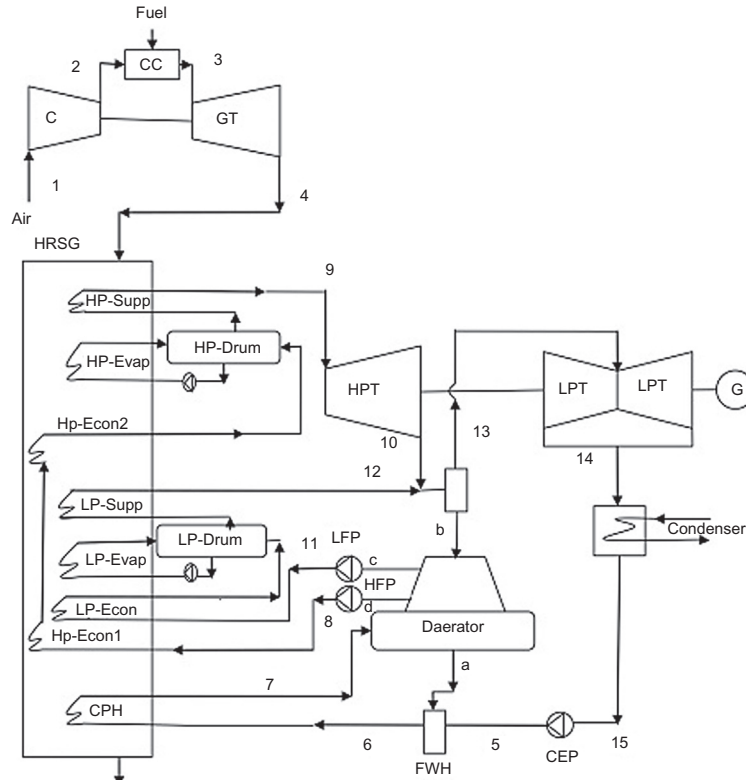 Fuel
2
CC
3
C
GT
1
4
Air
HRSG
9
HP-Supp
HP-Drum
HP-Evap
HPT
LPT
LPT
G
Hp-Econ2
10
13
12
14
LP-Supp
b
LP-Drum
11
LFP
Condenser
LP-Evap
c
HFP
LP-Econ
d
Hp-Econ1
8
Daerator
7
a
CPH
6
5
15
FWH
CEP